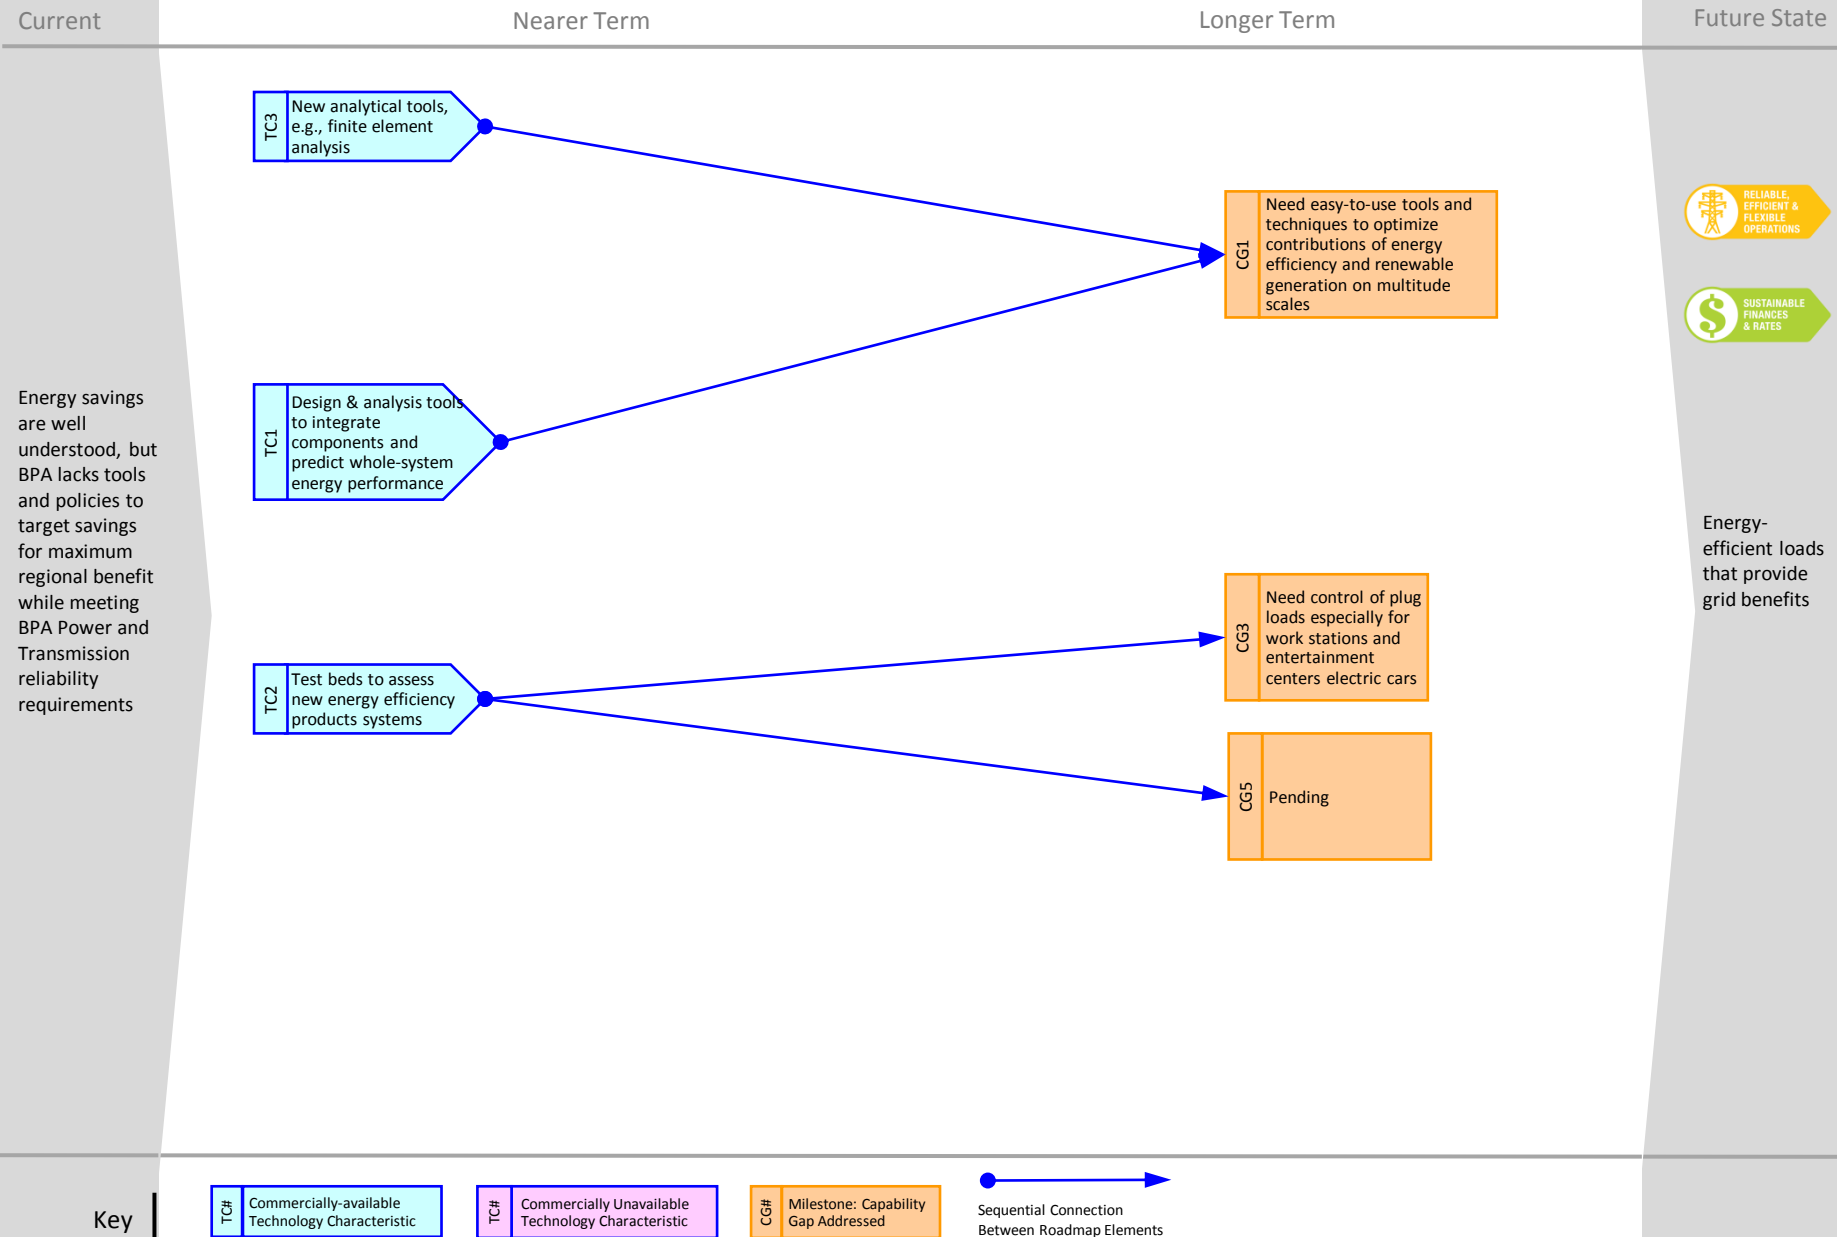 Current
Nearer Term
Longer Term
Future State
TC3
New analytical tools,
e.g., finite element
analysis
CG1
Need easy-to-use tools and
techniques to optimize
contributions of energy
efficiency and renewable
generation on multitude
scales
RELIABLE,
EFFICIENT &
FLEXIBLE
OPERATIONS
$
SUSTAINABLE
FINANCES
& RATES
Energy savings
are well
understood, but
BPA lacks tools
and policies to
target savings
for maximum
regional benefit
while meeting
BPA Power and
Transmission
reliability
requirements
TC1
Design & analysis tools
to integrate
components and
predict whole-system
energy performance
Energy-
efficient loads
that provide
grid benefits
TC2
Test beds to assess
new energy efficiency
products systems
CG3
Need control of plug
loads especially for
work stations and
entertainment
centers electric cars
CG5
Pending
Key
TC#
Commercially-available
Technology Characteristic
TC#
Commercially Unavailable
Technology Characteristic
CG#
Milestone: Capability
Gap Addressed
Sequential Connection
Between Roadmap Elements